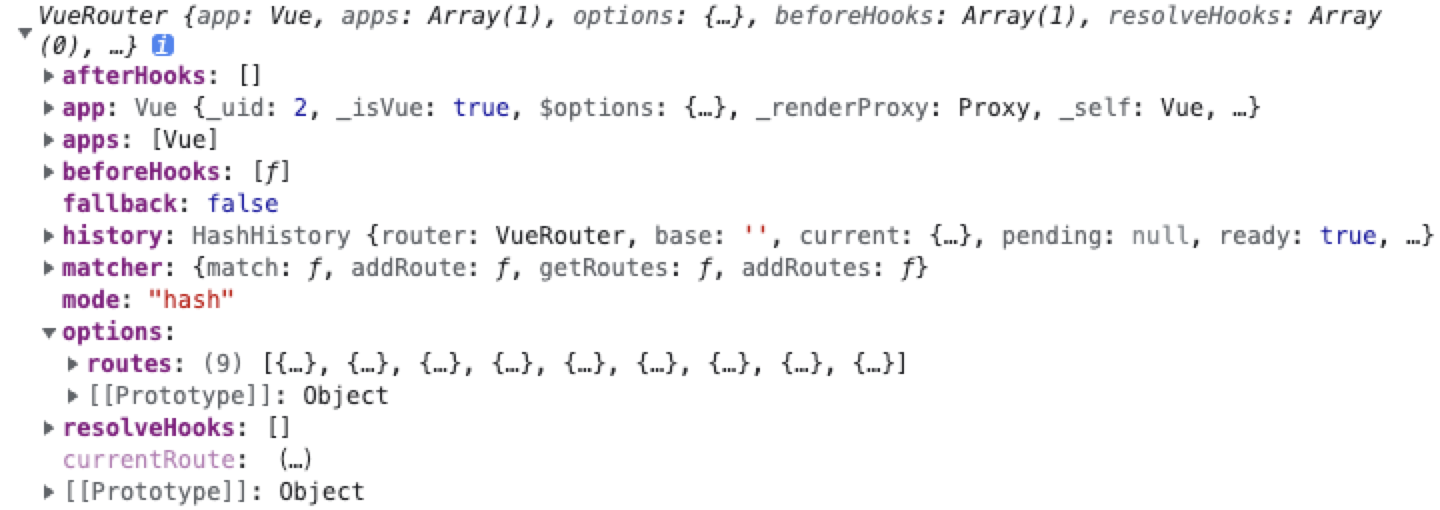 VueRouter {app: Vue, apps: Array(1), options: {…}, beforeHooks: Array(1), resolveHooks: Array
(0), …} i
afterHooks: []
app: Vue {_uid: 2, _isVue: true, $options: {…}, _renderProxy: Proxy, _self: Vue, …}
apps: [Vue]
beforeHooks: [ƒ]
fallback: false
history: HashHistory {router: VueRouter, base: '', current: {…}, pending: null, ready: true, …}
matcher: {match: ƒ, addRoute: ƒ, getRoutes: ƒ, addRoutes: ƒ}
mode: "hash"
options:
routes: (9) [{…}, {…}, {…}, {…}, {…}, {…}, {…}, {…}, {…}]
[[Prototype]]: Object
resolveHooks: []
currentRoute: (…)
[[Prototype]]: Object